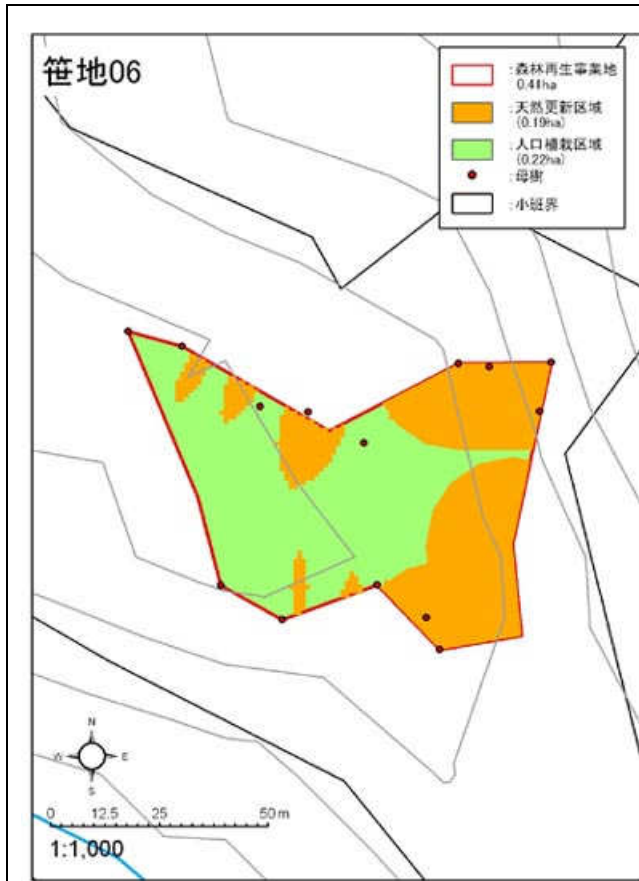 笹地06
:森林再生事業地
0.41ha
:天然更新区域
(0.19ha)
:人口植栽区域
(0.22ha)
:母樹
:小班界
N
W E
S
0 12.5 25 50m
1:1,000